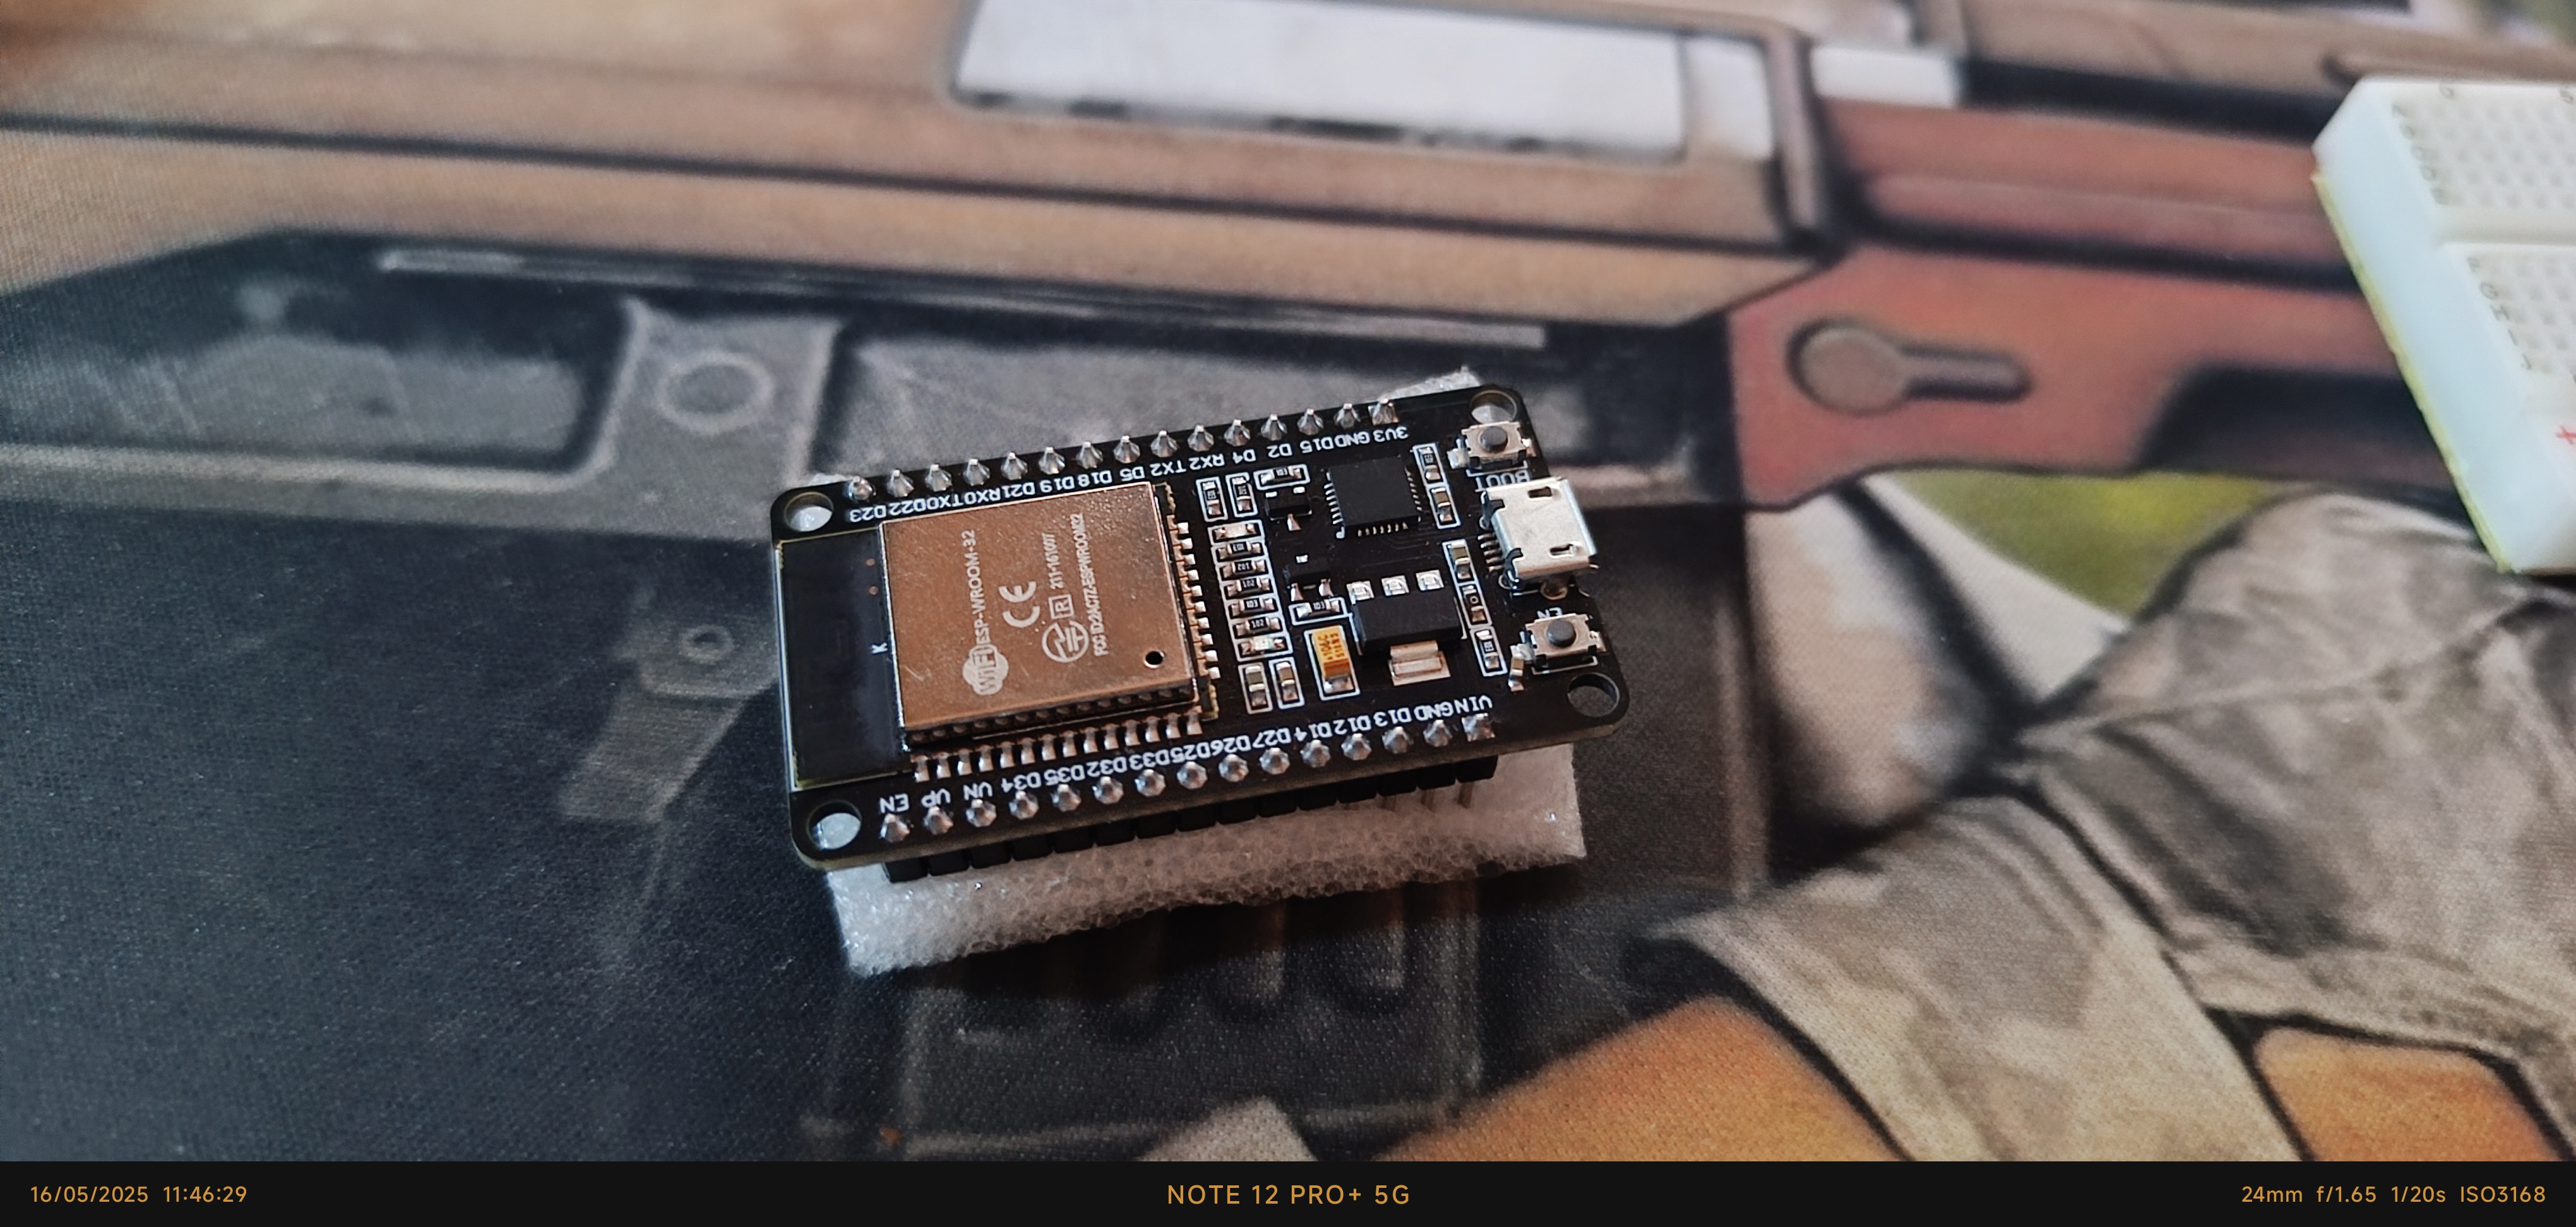 3V3 GND D15 D2 D4 RX2 TX2 D5 D18 D19 D21 RX0 TX0 D22 D23
BOOT
WiFi ESP-WROOM-32
CE
R 211-161007
FCC ID:2AC7Z-ESPWROOM32
EN
VIN GND D13 D12 D14 D27 D26 D25 D33 D32 D35 D34 VN VP EN
16/05/2025 11:46:29
NOTE 12 PRO+ 5G
24mm f/1.65 1/20s ISO3168